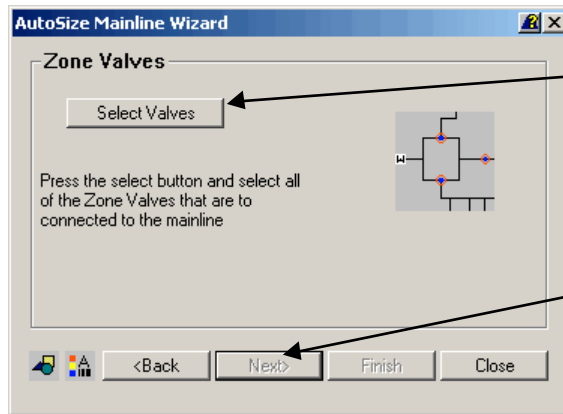 AutoSize Mainline Wizard
Zone Valves
Select Valves
W
Press the select button and select all
of the Zone Valves that are to
connected to the mainline
<Back
Next>
Finish
Close